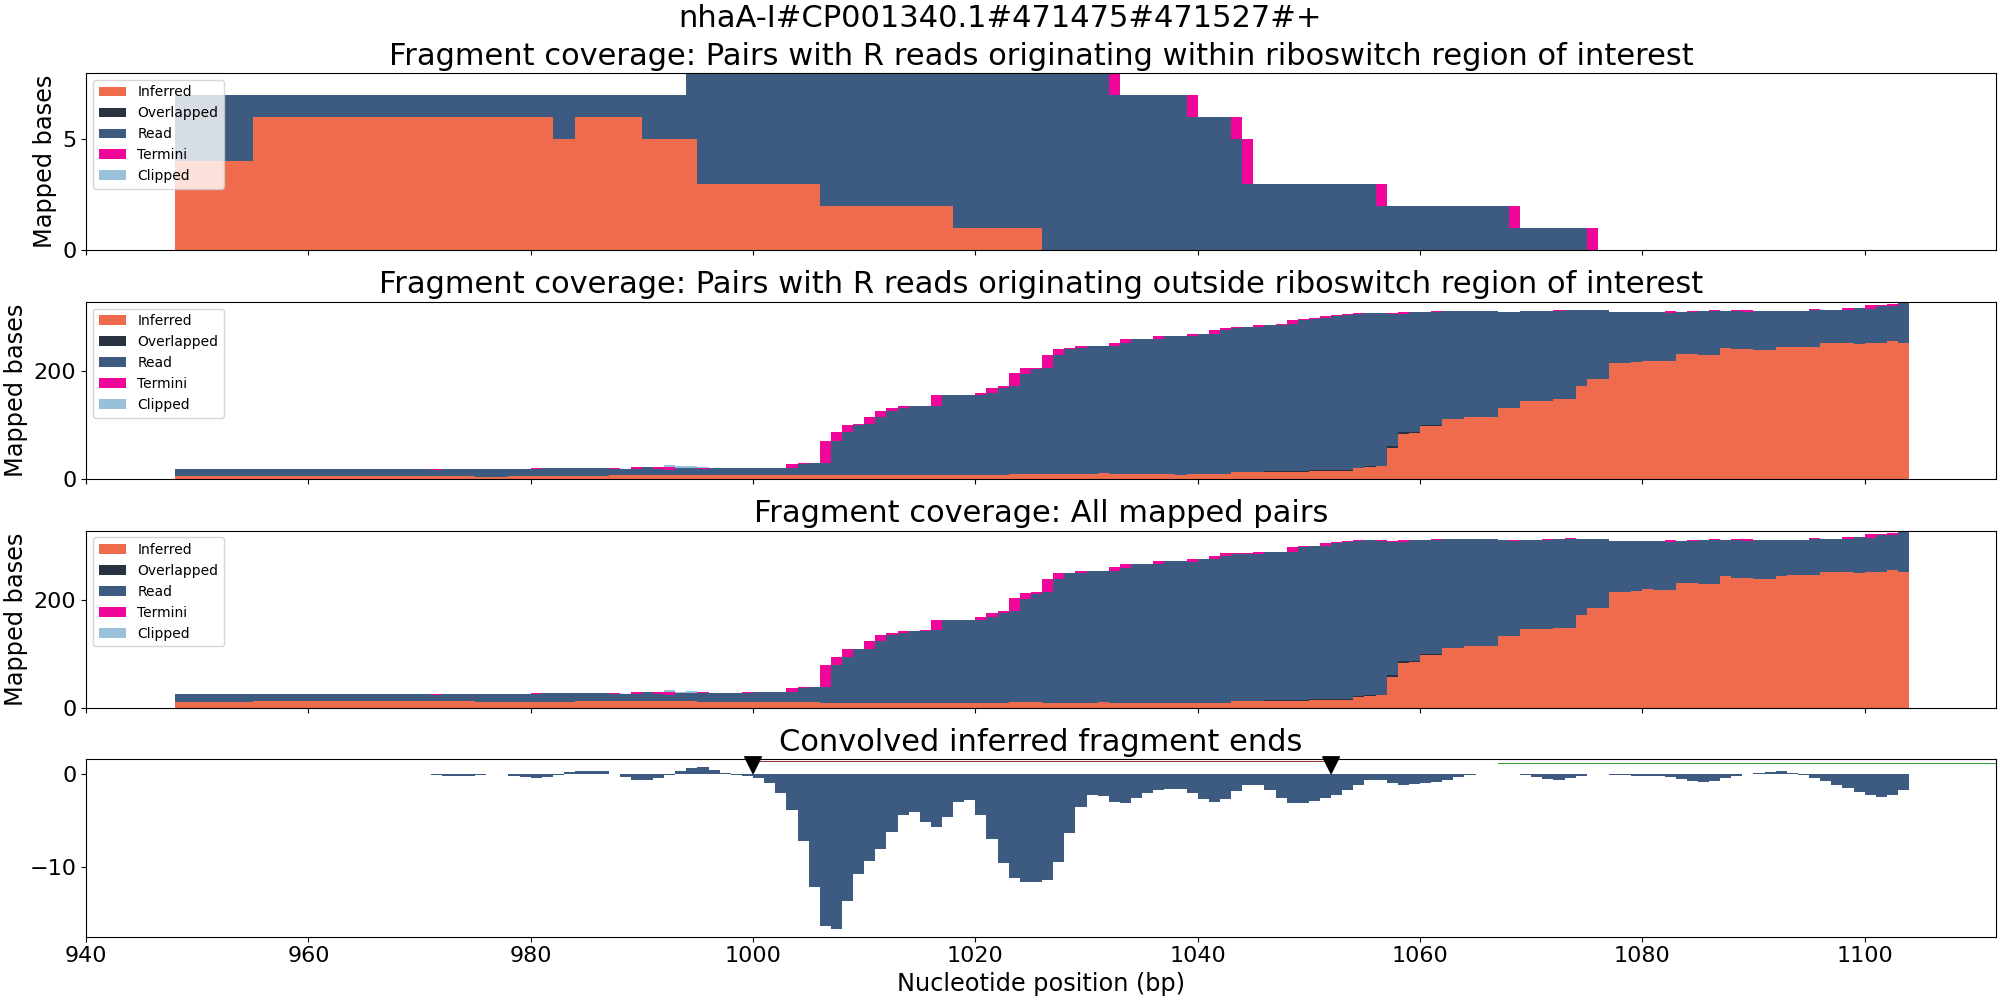 nhaA-I#CP001340.1#471475#471527#+
Fragment coverage: Pairs with R reads originating within riboswitch region of interest
Mapped bases
5
0
Inferred
Overlapped
Read
Termini
Clipped
Fragment coverage: Pairs with R reads originating outside riboswitch region of interest
Mapped bases
200
0
Inferred
Overlapped
Read
Termini
Clipped
Fragment coverage: All mapped pairs
Mapped bases
200
0
Inferred
Overlapped
Read
Termini
Clipped
Convolved inferred fragment ends
0
−10
940 960 980 1000 1020 1040 1060 1080 1100
Nucleotide position (bp)